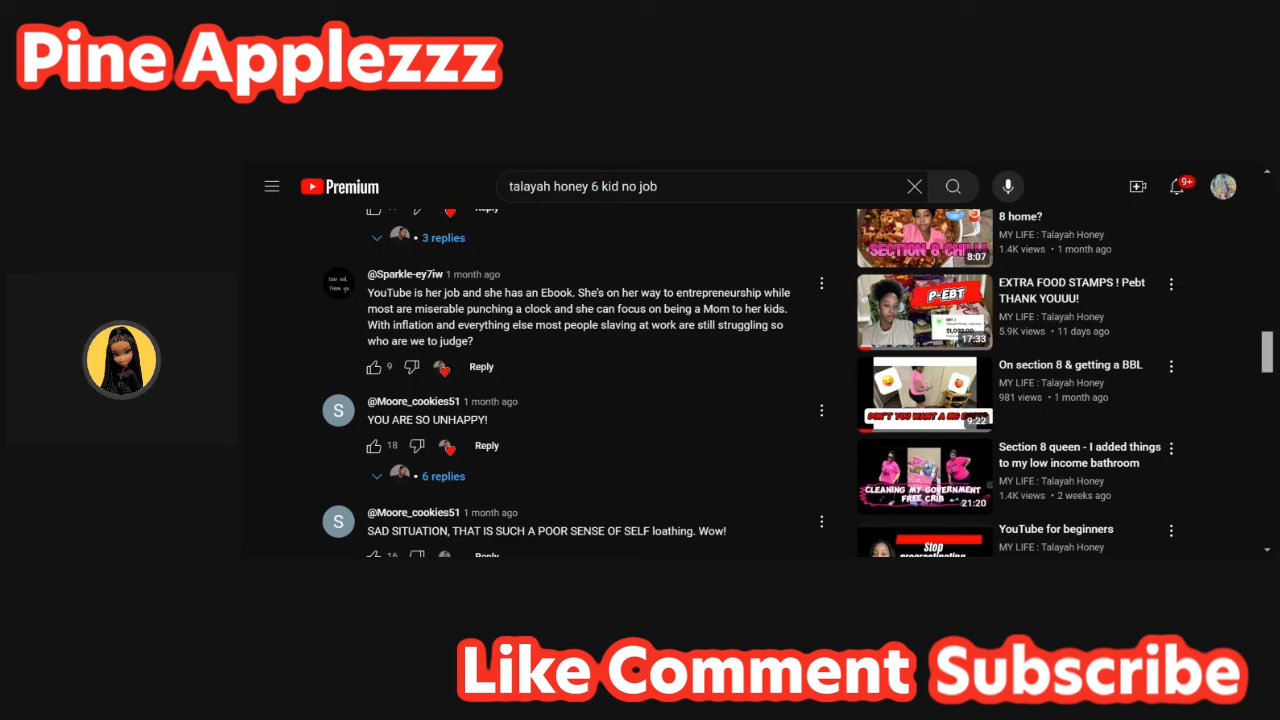 Pine Applezzz
Premium
talayah honey 6 kid no job
9+
Reply
3 replies
@Sparkle-ey7iw 1 month ago
YouTube is her job and she has an Ebook. She's on her way to entrepreneurship while
most are miserable punching a clock and she can focus on being a Mom to her kids.
With inflation and everything else most people slaving at work are still struggling so
who are we to judge?
9 Reply
S
@Moore_cookies51 1 month ago
YOU ARE SO UNHAPPY!
18 Reply
6 replies
S
@Moore_cookies51 1 month ago
SAD SITUATION, THAT IS SUCH A POOR SENSE OF SELF loathing. Wow!
16 Reply
SECTION 8 CHILI
8:07
8 home?
MY LIFE : Talayah Honey
1.4K views • 1 month ago
P-EBT
17:33
EXTRA FOOD STAMPS ! Pebt
THANK YOUUU!
MY LIFE : Talayah Honey
5.9K views • 11 days ago
9:22
On section 8 & getting a BBL
MY LIFE : Talayah Honey
981 views • 1 month ago
CLEANING MY GOVERNMENT
FREE CRIB
21:20
Section 8 queen - I added things
to my low income bathroom
MY LIFE : Talayah Honey
1.4K views • 2 weeks ago
Stop
YouTube for beginners
MY LIFE : Talayah Honey
Like Comment Subscribe